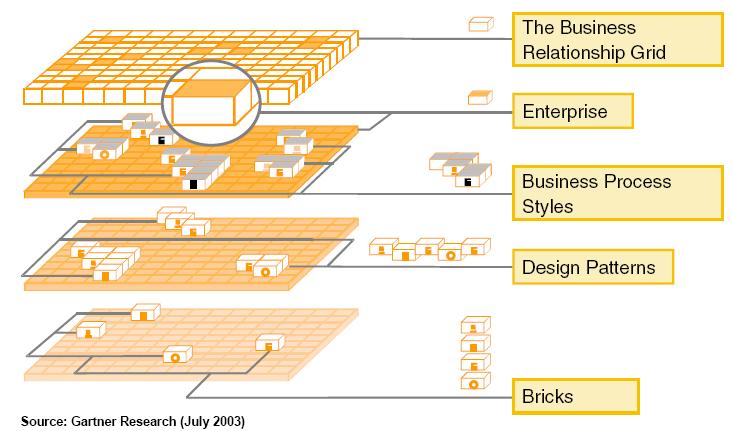 The Business
Relationship Grid
Enterprise
Business Process
Styles
Design Patterns
Bricks
Source: Gartner Research (July 2003)